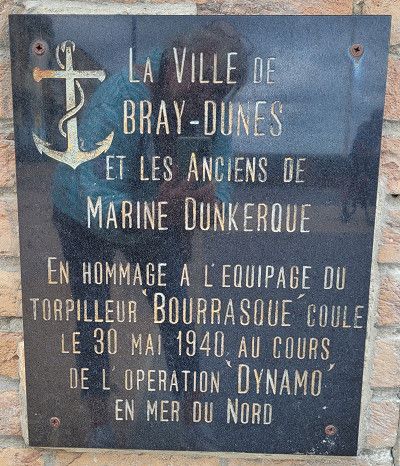 LA VILLE DE
BRAY-DUNES
ET LES ANCIENS DE
MARINE DUNKERQUE
EN HOMMAGE A L'EQUIPAGE DU
TORPILLEUR 'BOURRASQUE' COULE
LE 30 MAI 1940 AU COURS
DE L'OPERATION 'DYNAMO'
EN MER DU NORD